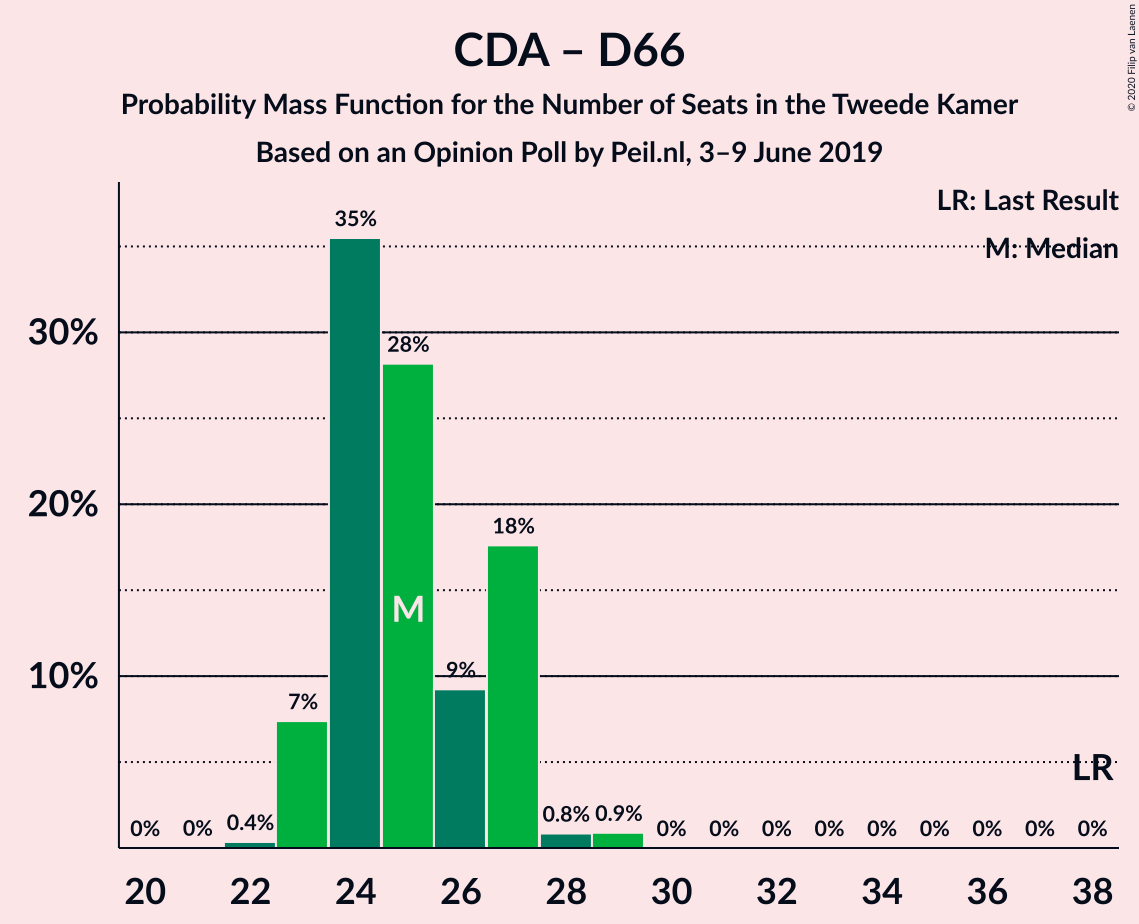 CDA – D66
Probability Mass Function for the Number of Seats in the Tweede Kamer
Based on an Opinion Poll by Peil.nl, 3–9 June 2019
© 2020 Filip van Laenen
LR: Last Result
M: Median
35%
30%
28%
20%
18%
M
10%
9%
7%
LR
0% 0% 0.4% 0.8% 0.9% 0% 0% 0% 0% 0% 0% 0% 0% 0%
20 22 24 26 28 30 32 34 36 38